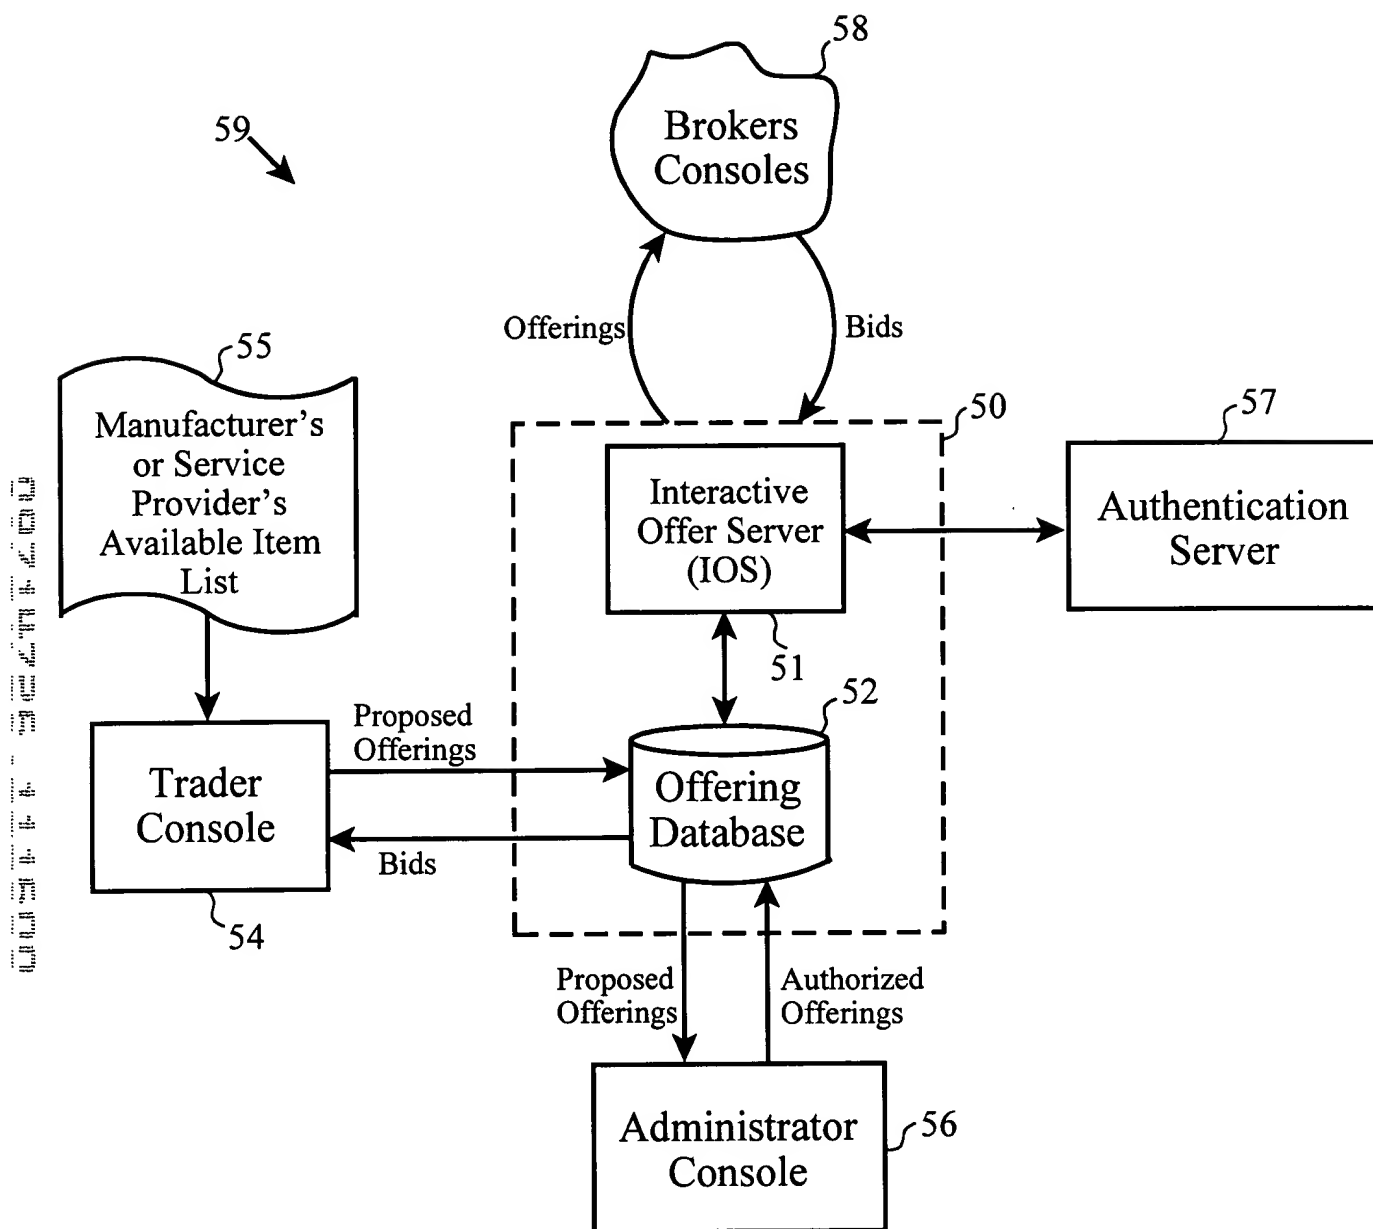 58
Brokers
Consoles
59
Offerings
Bids
55
Manufacturer's
or Service
Provider's
Available Item
List
50
57
Interactive
Offer Server
(IOS)
Authentication
Server
51
52
Proposed
Offerings
Trader
Console
Offering
Database
Bids
54
Proposed
Offerings
Authorized
Offerings
Administrator
Console
56